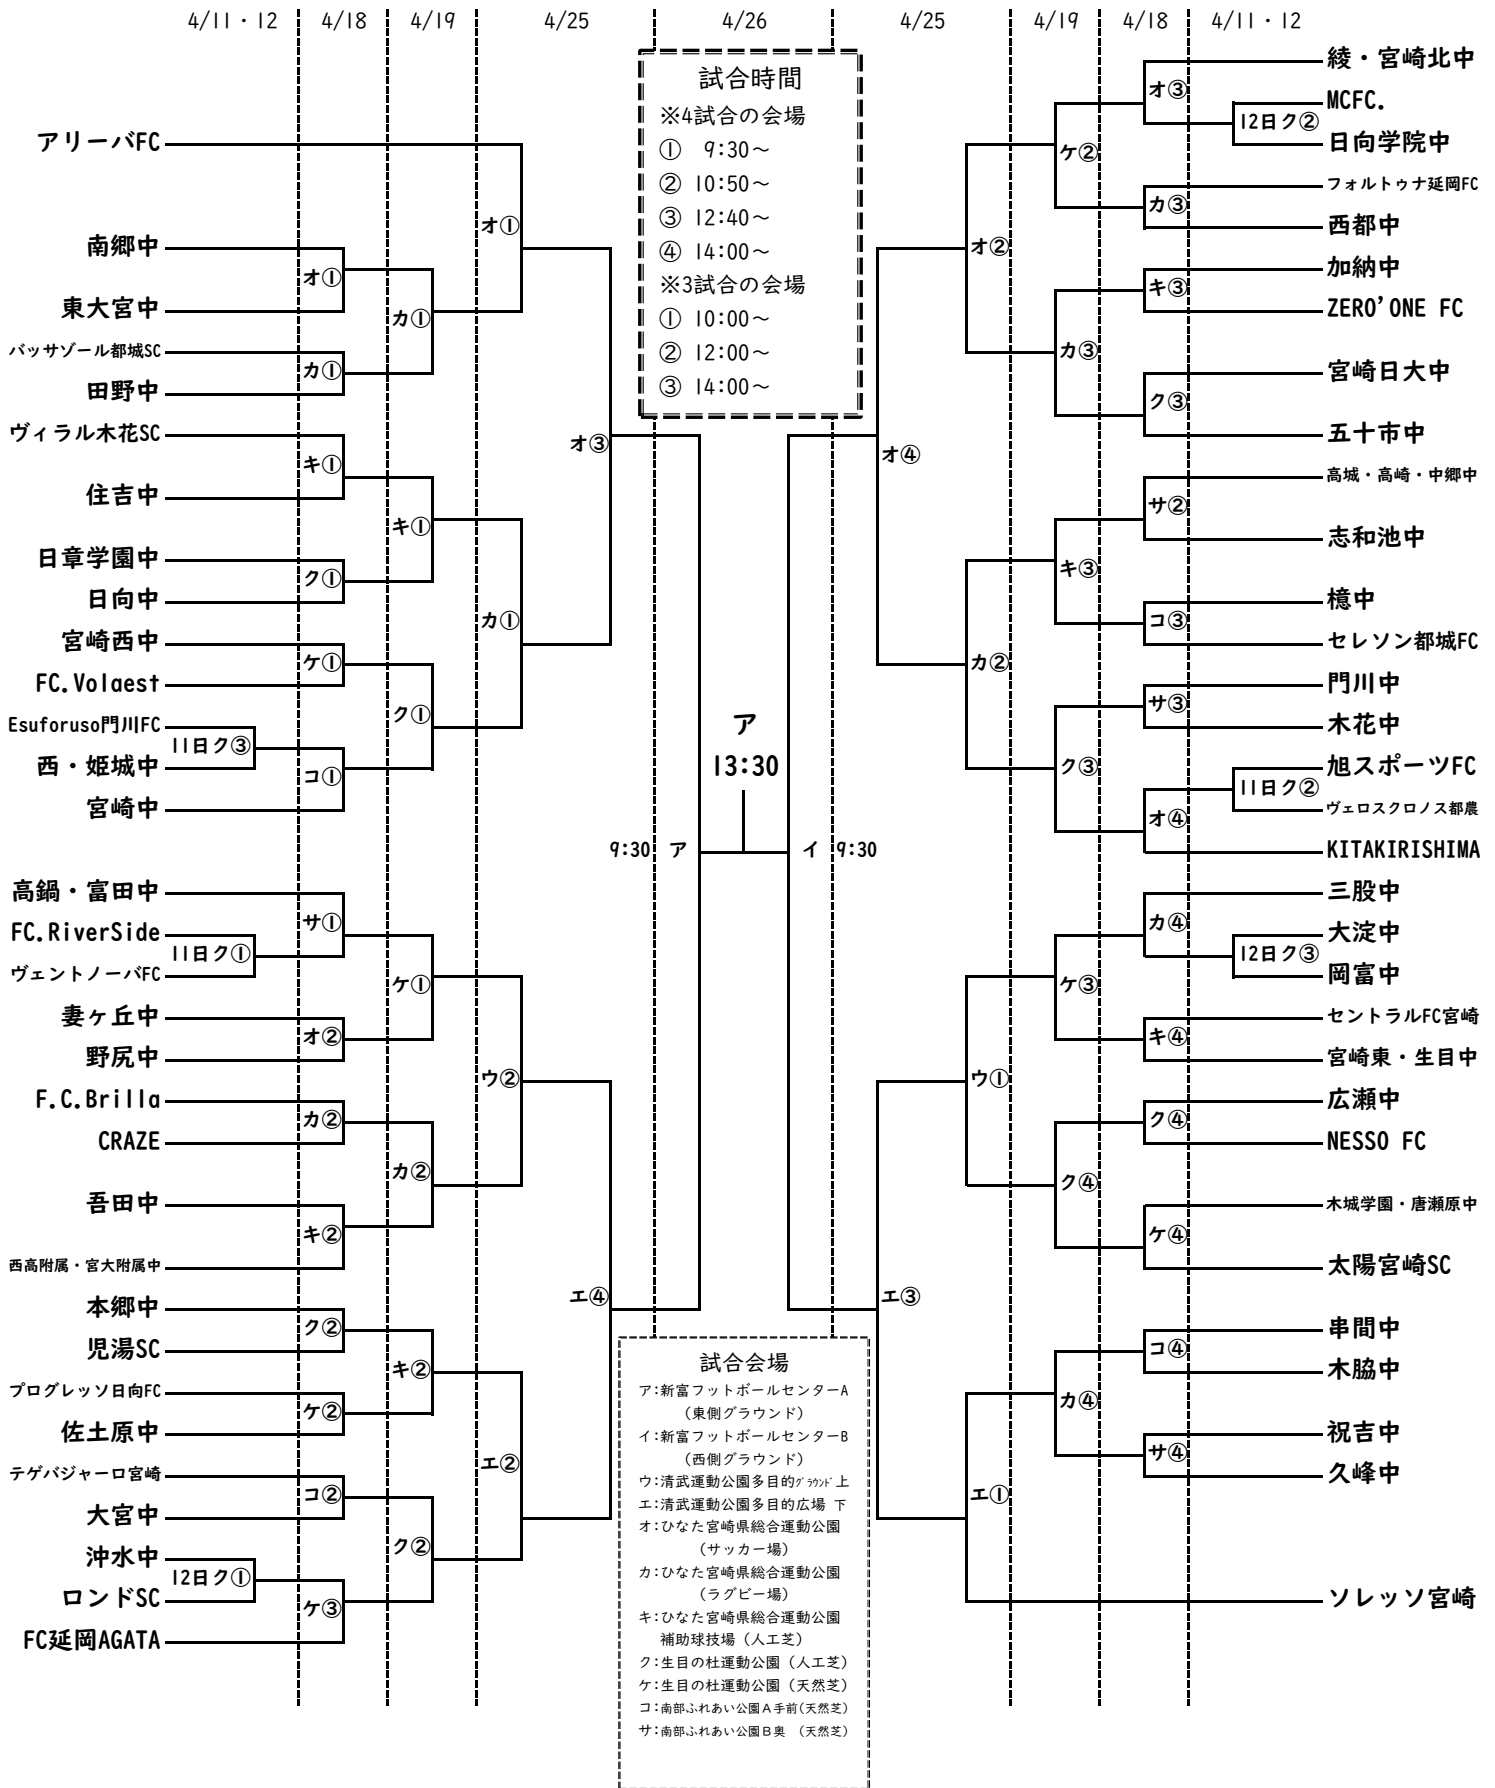 4/11・12
4/18
4/19
4/25
4/26
4/25
4/19
4/18
4/11・12
アリーバFC
南郷中
東大宮中
バッサゾール都城SC
田野中
ヴィラル木花SC
住吉中
日章学園中
日向中
宮崎西中
FC.Volaest
Esuforuso門川FC
西・姫城中
宮崎中
高鍋・富田中
FC.RiverSide
ヴェントノーバFC
妻ヶ丘中
野尻中
F.C.Brilla
CRAZE
吾田中
西高附属・宮大附属中
本郷中
児湯SC
プログレッソ日向FC
佐土原中
テゲバジャーロ宮崎
大宮中
沖水中
ロンドSC
FC延岡AGATA
11日ク③
11日ク①
12日ク①
オ①
カ①
キ①
ク①
ケ①
コ①
サ①
オ②
カ②
キ②
ク②
ケ②
コ②
ケ③
カ①
キ①
ク①
ケ①
カ②
キ②
ク②
オ①
カ①
ウ②
エ②
オ③
エ④
試合時間
※4試合の会場
① 9:30～
② 10:50～
③ 12:40～
④ 14:00～
※3試合の会場
① 10:00～
② 12:00～
③ 14:00～
ア
13:30
9:30 ア
イ 9:30
試合会場
ア:新富フットボールセンターA
(東側グラウンド)
イ:新富フットボールセンターB
(西側グラウンド)
ウ:清武運動公園多目的グラウンド上
エ:清武運動公園多目的広場 下
オ:ひなた宮崎県総合運動公園
(サッカー場)
カ:ひなた宮崎県総合運動公園
(ラグビー場)
キ:ひなた宮崎県総合運動公園
補助球技場（人工芝）
ク:生目の杜運動公園（人工芝）
ケ:生目の杜運動公園（天然芝）
コ:南部ふれあい公園A手前(天然芝)
サ:南部ふれあい公園B奥 （天然芝)
オ④
エ③
オ②
カ②
ウ①
エ①
ケ②
カ③
キ③
ク③
ケ③
ク④
カ④
オ③
カ③
キ③
ク③
サ②
コ③
サ③
オ④
カ④
キ④
ク④
ケ④
コ④
サ④
12日ク②
11日ク②
12日ク③
綾・宮崎北中
MCFC.
日向学院中
フォルトゥナ延岡FC
西都中
加納中
ZERO'ONE FC
宮崎日大中
五十市中
高城・高崎・中郷中
志和池中
檍中
セレソン都城FC
門川中
木花中
旭スポーツFC
ヴェロスクロノス都農
KITAKIRISHIMA
三股中
大淀中
岡富中
セントラルFC宮崎
宮崎東・生目中
広瀬中
NESSO FC
木城学園・唐瀬原中
太陽宮崎SC
串間中
木脇中
祝吉中
久峰中
ソレッソ宮崎